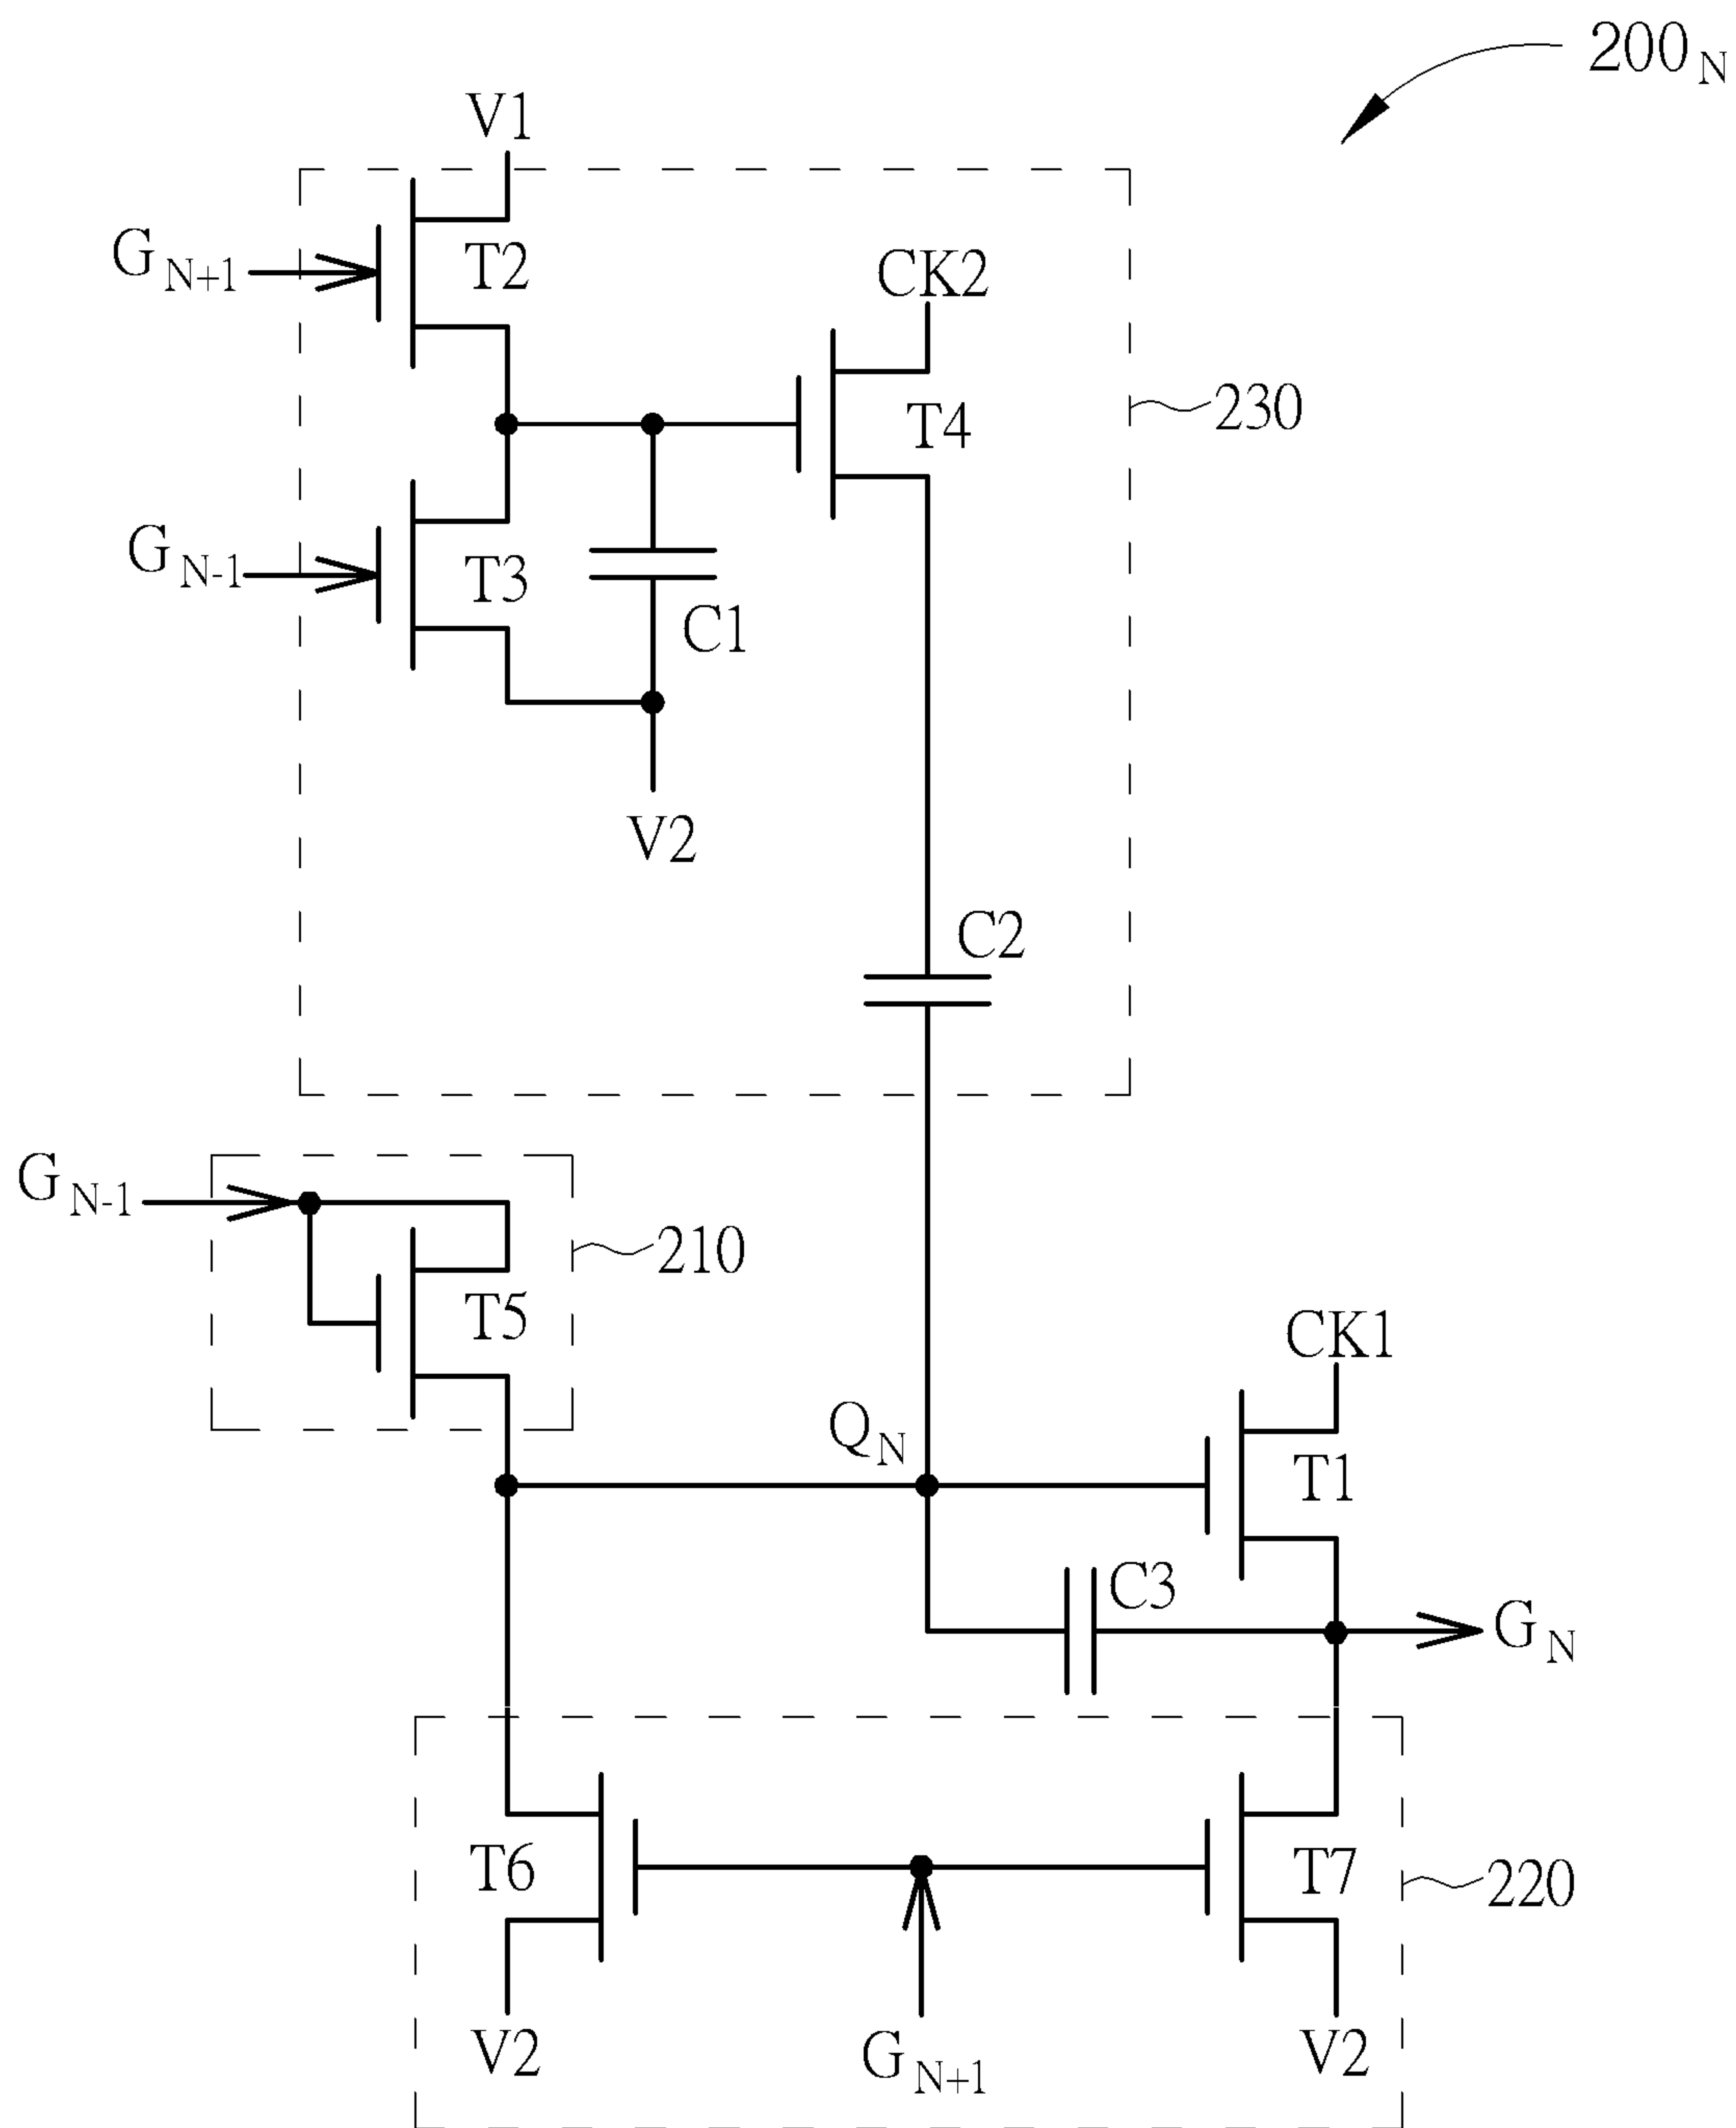 200N
V1
GN+1
T2
CK2
T4
230
GN-1
T3
C1
V2
C2
GN-1
210
T5
CK1
QN
T1
C3
GN
T6
T7
220
V2
GN+1
V2